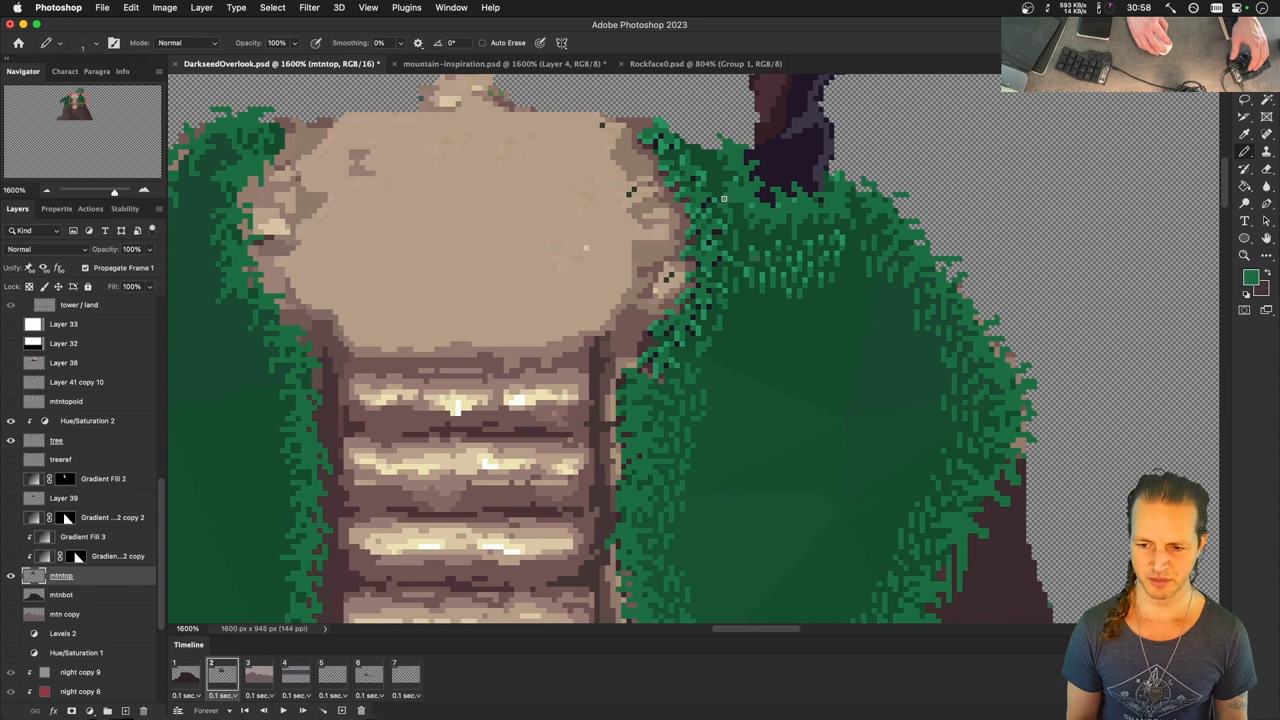 Photoshop File Edit Image Layer Type Select Filter 3D View Plugins Window Help
593 KB/s
14 KB/s
30:58
Adobe Photoshop 2023
1 Mode: Normal Opacity: 100% Smoothing: 0% 0° Auto Erase
Navigator Charact Paragra Info
DarkseedOverlook.psd @ 1600% (mtntop, RGB/16) * mountain-inspiration.psd @ 1600% (Layer 4, RGB/8) * Rockface0.psd @ 804% (Group 1, RGB/8)
1600%
Layers Propertie Actions Stability
Kind
Normal Opacity: 100%
Unify: Propagate Frame 1
Lock: Fill: 100%
tower / land
Layer 33
Layer 32
Layer 38
Layer 41 copy 10
mtntopold
Hue/Saturation 2
tree
treeref
Gradient Fill 2
Layer 39
Gradient ...2 copy 2
Gradient Fill 3
Gradien...2 copy
mtntop
mtnbot
mtn copy
Levels 2
Hue/Saturation 1
night copy 9
night copy 8
1600% 1600 px x 945 px (144 ppi)
Timeline
1 2 3 4 5 6 7
0.1 sec. 0.1 sec. 0.1 sec. 0.1 sec. 0.1 sec. 0.1 sec. 0.1 sec.
Forever